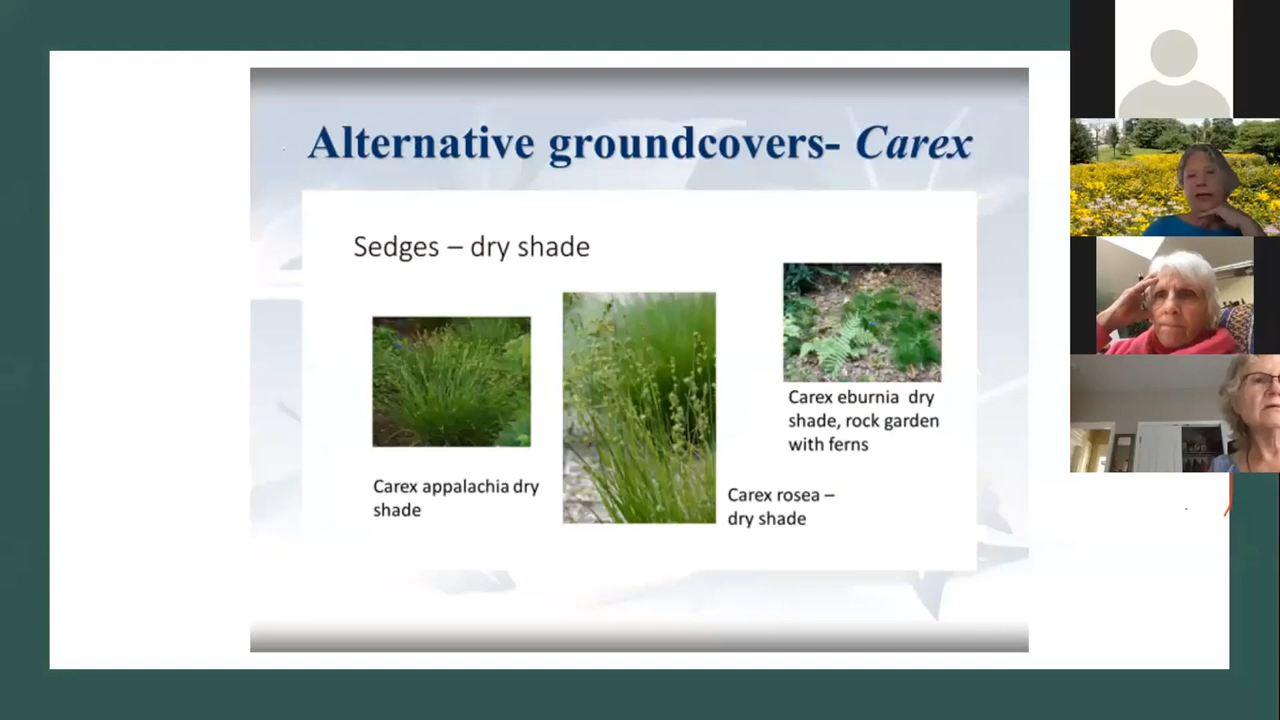 Alternative groundcovers- Carex
Sedges – dry shade
Carex appalachia dry
shade
Carex rosea –
dry shade
Carex eburnia dry
shade, rock garden
with ferns